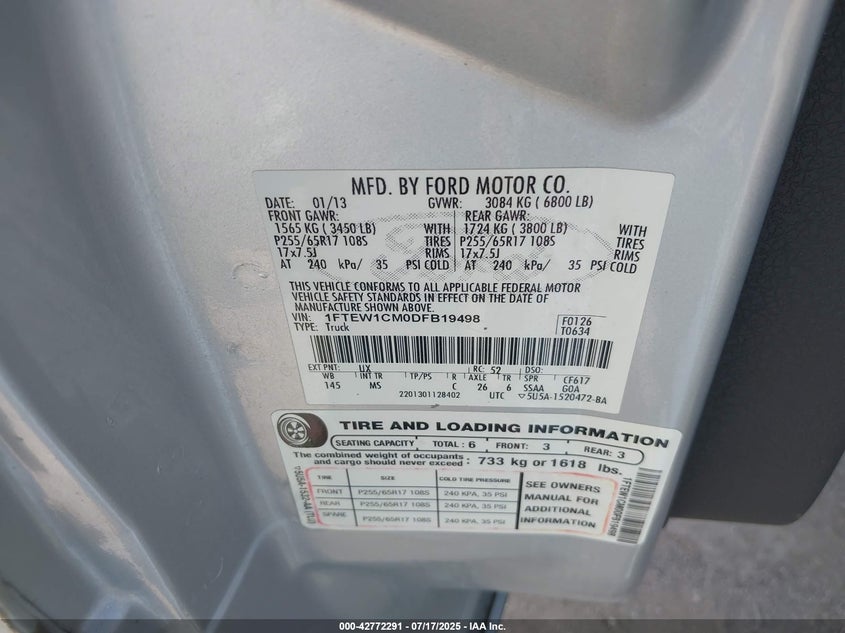 MFD. BY FORD MOTOR CO.
DATE: 01/13 GVWR: 3084 KG ( 6800 LB)
FRONT GAWR: REAR GAWR:
1565 KG ( 3450 LB) WITH 1724 KG ( 3800 LB) WITH
P255/65R17 108S TIRES P255/65R17 108S TIRES
17x7.5J RIMS 17x7.5J RIMS
AT 240 kPa/ 35 PSI COLD AT 240 kPa/ 35 PSI COLD
THIS VEHICLE CONFORMS TO ALL APPLICABLE FEDERAL MOTOR
VEHICLE SAFETY STANDARDS IN EFFECT ON THE DATE OF
MANUFACTURE SHOWN ABOVE.
VIN: 1FTEW1CM0DFB19498 F0126
TYPE: Truck T0634
EXT PNT: UX RC: 52 DSO:
WB INT TR TP/PS R AXLE TR SPR CF617
145 MS C 26 6 SSAA GOA
2201301128402 UTC ▽5U5A-1520472-BA
TIRE AND LOADING INFORMATION
SEATING CAPACITY TOTAL: 6 FRONT: 3 REAR: 3
The combined weight of occupants
and cargo should never exceed: 733 kg or 1618 lbs.
TIRE SIZE COLD TIRE PRESSURE
FRONT P255/65R17 108S 240 KPA, 35 PSI
REAR P255/65R17 108S 240 KPA, 35 PSI
SPARE P255/65R17 108S 240 KPA, 35 PSI
SEE OWNERS
MANUAL FOR
ADDITIONAL
INFORMATION
1FTEW1CM0DFB19498
000-42772291 - 07/17/2025 - IAA Inc.